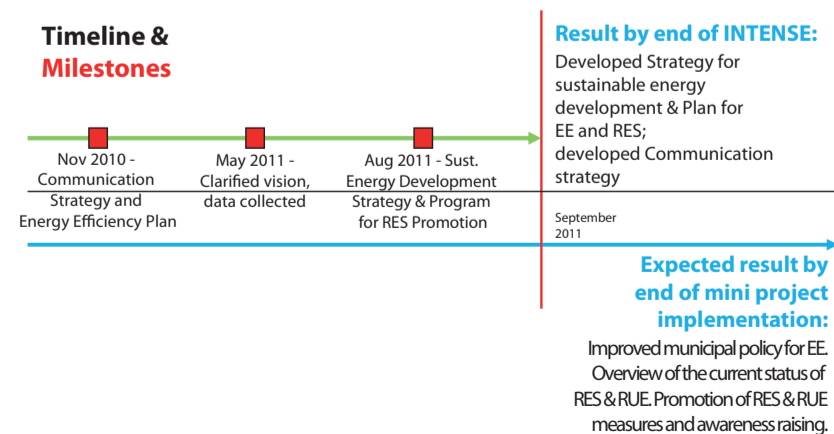 Timeline &
Milestones
Nov 2010 -
Communication
Strategy and
Energy Efficiency Plan
May 2011 -
Clarified vision,
data collected
Aug 2011 - Sust.
Energy Development
Strategy & Program
for RES Promotion
Result by end of INTENSE:
Developed Strategy for
sustainable energy
development & Plan for
EE and RES;
developed Communication
strategy
September
2011
Expected result by
end of mini project
implementation:
Improved municipal policy for EE.
Overview of the current status of
RES & RUE. Promotion of RES & RUE
measures and awareness raising.